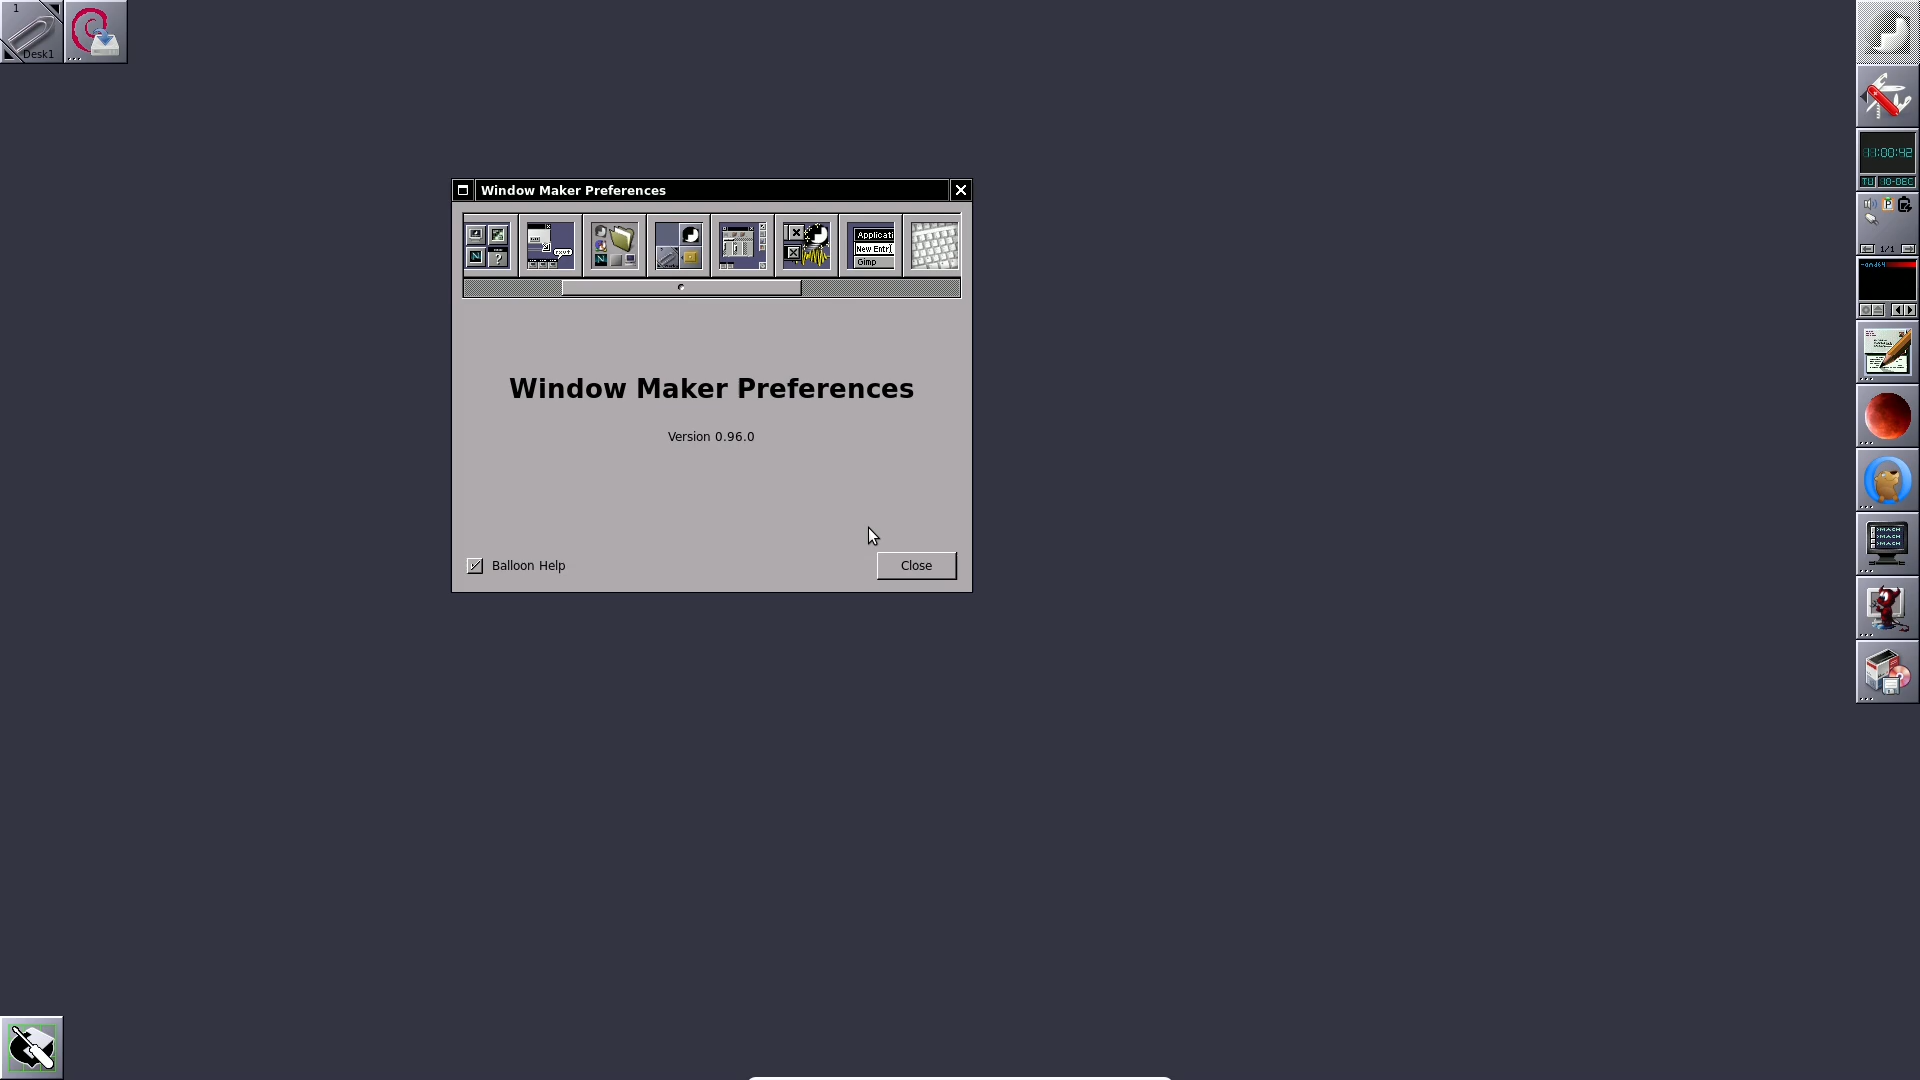 1
Desk1
Window Maker Preferences
Applicati
New Entr
Gimp
Window Maker Preferences
Version 0.96.0
Balloon Help
Close
11:00:42
TU 10-DEC
P
1/1